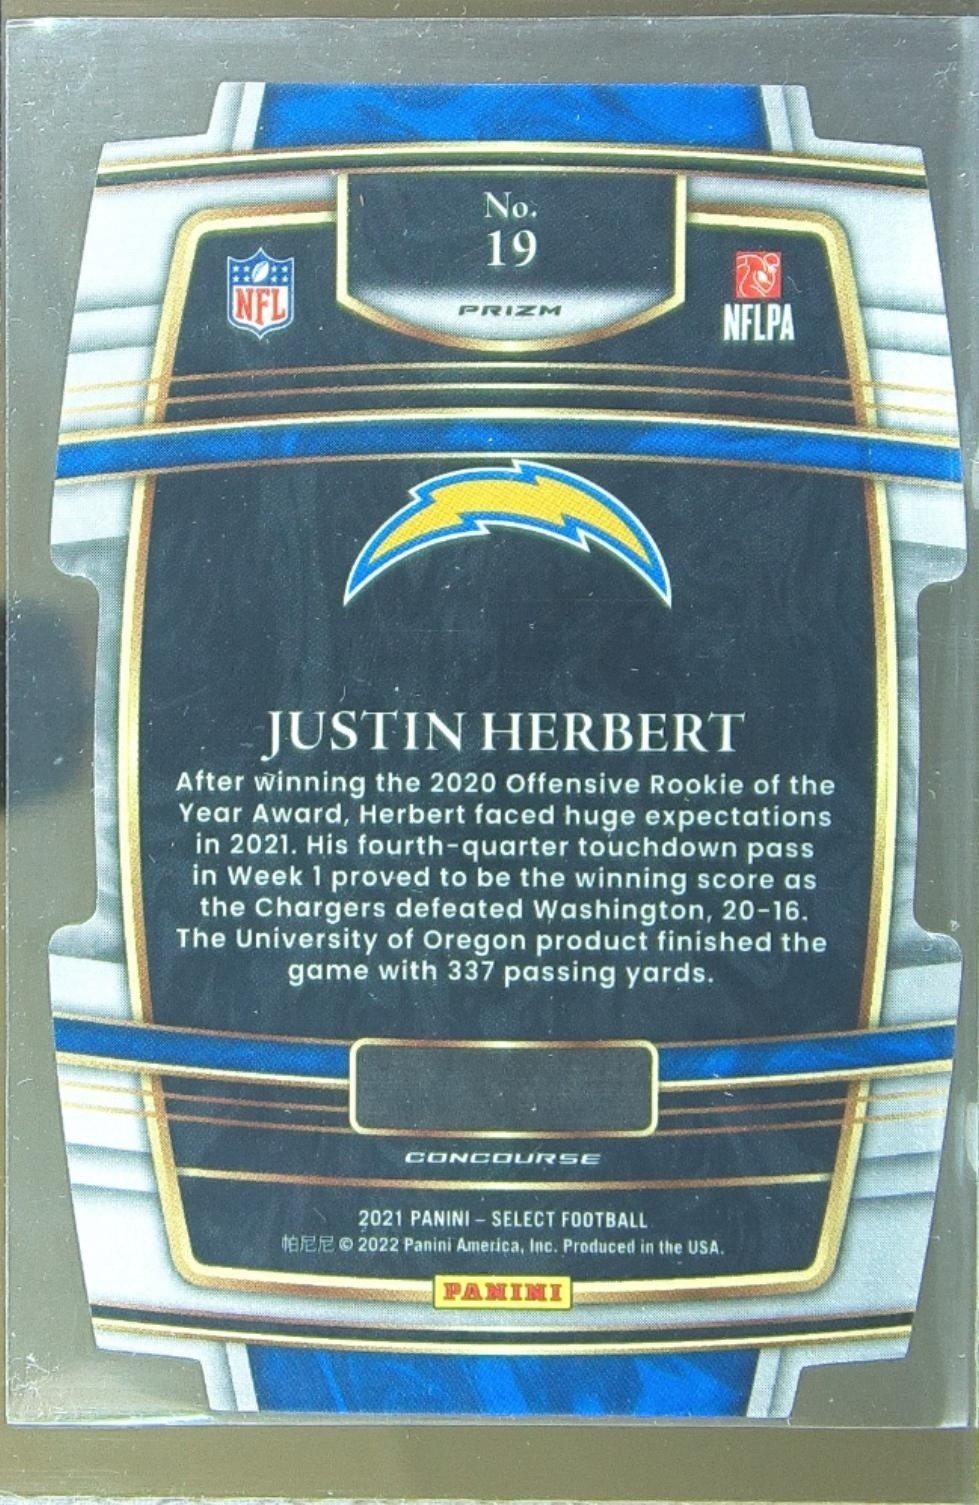 No.
19
PRIZM
NFL
NFLPA
JUSTIN HERBERT
After winning the 2020 Offensive Rookie of the
Year Award, Herbert faced huge expectations
in 2021. His fourth-quarter touchdown pass
in Week 1 proved to be the winning score as
the Chargers defeated Washington, 20-16.
The University of Oregon product finished the
game with 337 passing yards.
CONCOURSE
2021 PANINI – SELECT FOOTBALL
帕尼尼 © 2022 Panini America, Inc. Produced in the USA.
PANINI